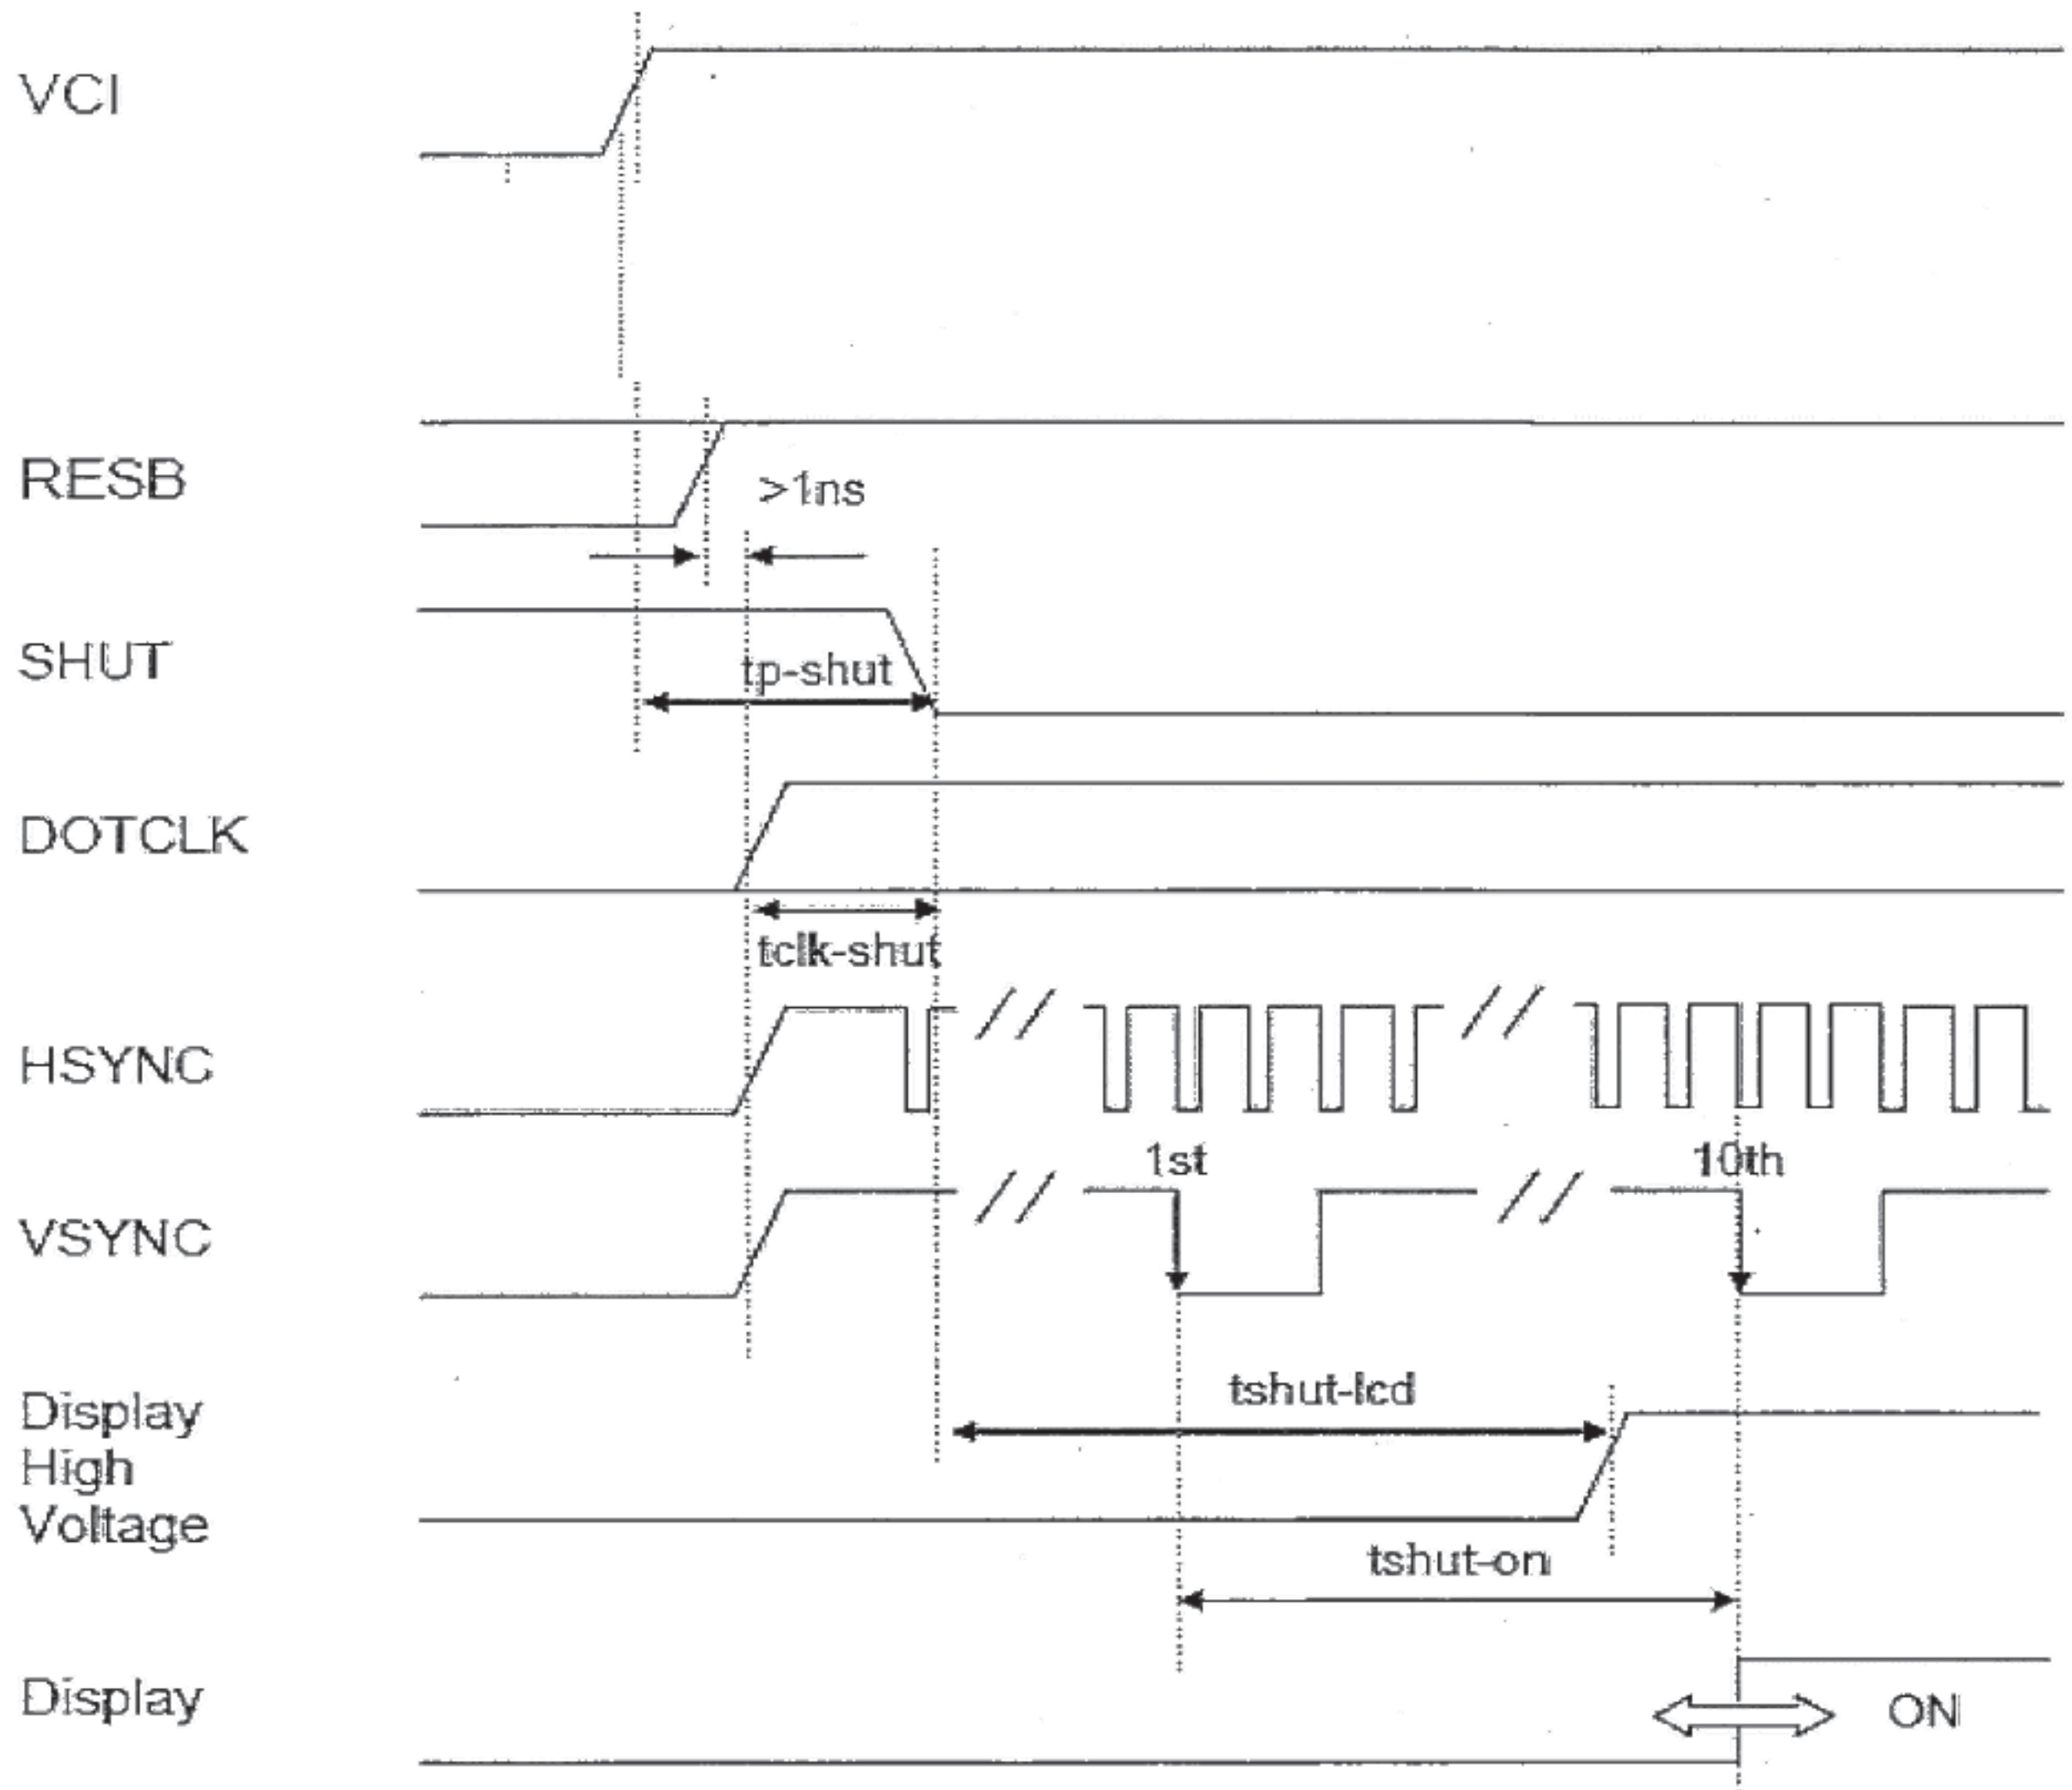 VCI
RESB
>1ns
SHUT
tp-shut
DOTCLK
tclk-shut
HSYNC
1st
10th
VSYNC
tshut-lcd
Display
High
Voltage
tshut-on
Display
ON